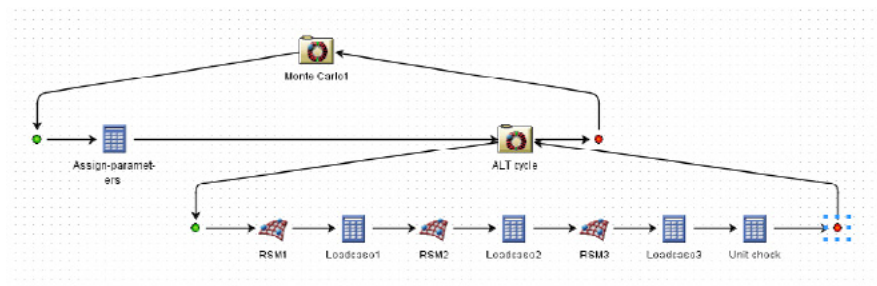 Monte Carlo1
Assign-paramet-
ers
ALT cycle
RSM1
Loadcase1
RSM2
Loadcase2
RSM3
Loadcase3
Unit check